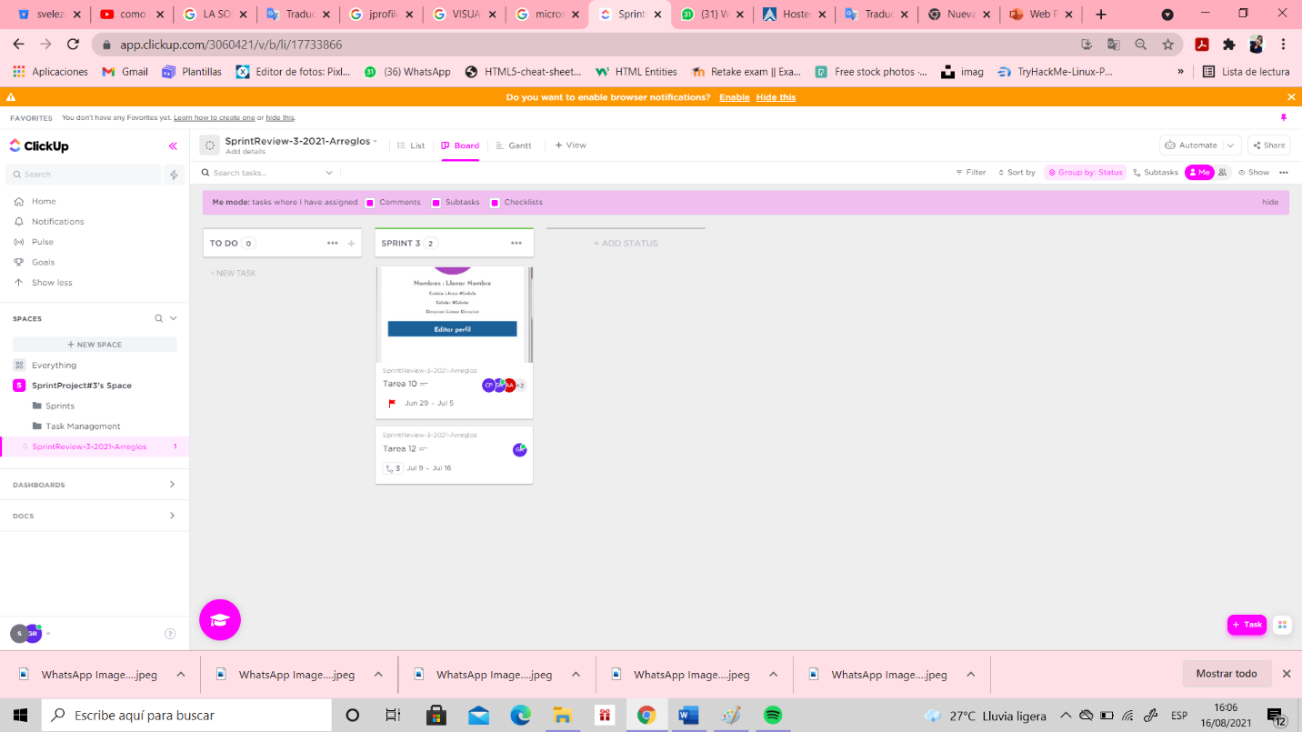 svelez
como
LA SO
Traduc
jprofile
VISUA
micros
Sprint
(31) W
Hoste
Traduc
Nueva
Web P
app.clickup.com/3060421/v/b/li/17733866
Aplicaciones
Gmail
Plantillas
Editor de fotos: Pixl...
(36) WhatsApp
HTML5-cheat-sheet...
HTML Entities
Retake exam || Exa...
Free stock photos -...
imag
TryHackMe-Linux-P...
»
Lista de lectura
Do you want to enable browser notifications? Enable Hide this
FAVORITES You don't have any Favorites yet. Learn how to create one or hide this.
ClickUp
SprintReview-3-2021-Arreglos
Add details
List
Board
Gantt
+ View
Automate
Share
Search
Search tasks...
Filter
Sort by
Group by: Status
Subtasks
Me
Show
Home
Notifications
Pulse
Goals
Show less
Me mode: tasks where I have assigned
Comments
Subtasks
Checklists
hide
TO DO 0
+ NEW TASK
SPRINT 3 2
+ ADD STATUS
Nombres : Llenar Nombre
Editar perfil
SprintReview-3-2021-Arreglos
Tarea 10
CP
+2
Jun 29 - Jul 5
SprintReview-3-2021-Arreglos
Tarea 12
3
Jul 9 - Jul 16
SPACES
+ NEW SPACE
Everything
S SprintProject#3's Space
Sprints
Task Management
SprintReview-3-2021-Arreglos 1
DASHBOARDS
DOCS
S
GR
?
+ Task
WhatsApp Image....jpeg
WhatsApp Image....jpeg
WhatsApp Image....jpeg
WhatsApp Image....jpeg
WhatsApp Image....jpeg
Mostrar todo
Escribe aquí para buscar
27°C Lluvia ligera
ESP
16:06
16/08/2021
12